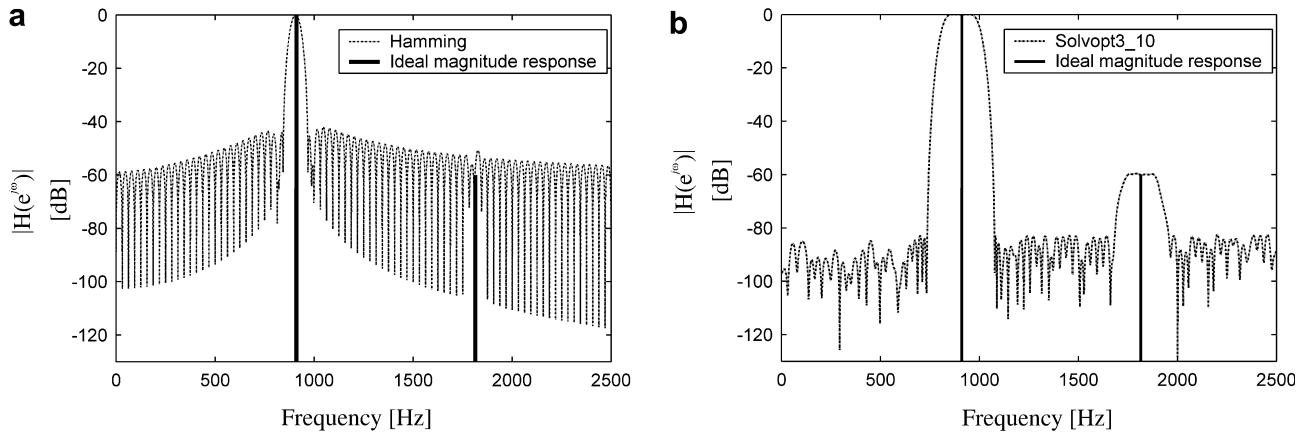 a
Hamming
Ideal magnitude response
0
-20
-40
-60
-80
-100
-120
|H(e^jω)|
[dB]
0 500 1000 1500 2000 2500
Frequency [Hz]
b
Solvopt3_10
Ideal magnitude response
0
-20
-40
-60
-80
-100
-120
|H(e^jω)|
[dB]
0 500 1000 1500 2000 2500
Frequency [Hz]